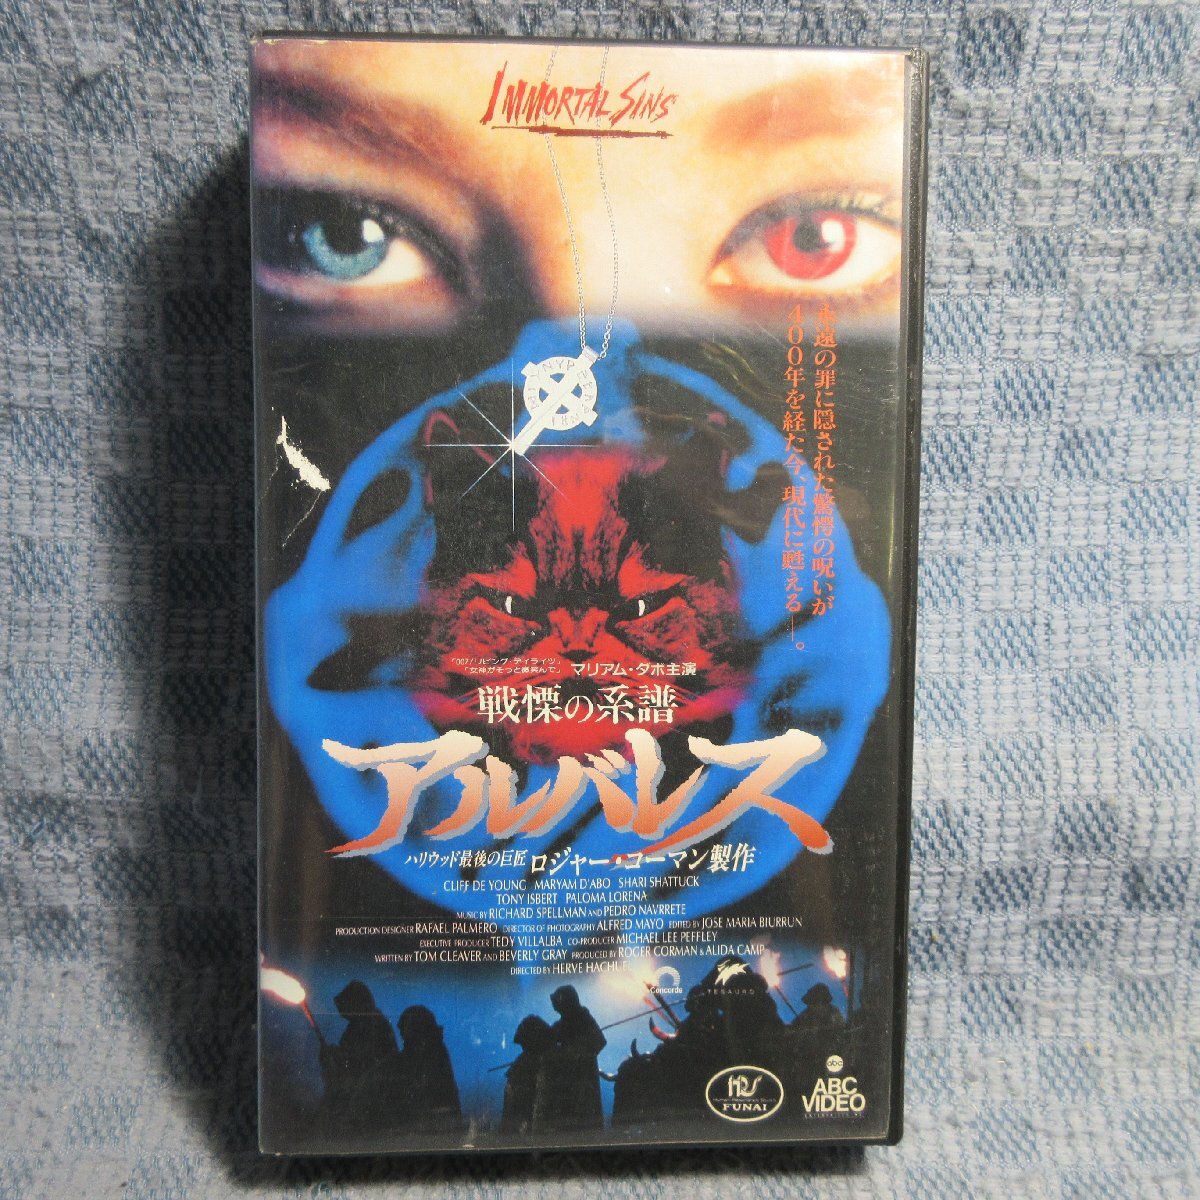 IMMORTAL SINS
永遠の罪に隠された驚愕の呪いが
400年を経た今、現代に甦える―。
「007/リビング・デイライツ」
「女神がそっと微笑んで」
マリアム・ダボ主演
戦慄の系譜
アルバレス
ハリウッド最後の巨匠 ロジャー・コーマン製作
CLIFF DE YOUNG MARYAM D'ABO SHARI SHATTUCK
TONY ISBERT PALOMA LORENA
MUSIC BY RICHARD SPELLMAN AND PEDRO NAVRRETE
PRODUCTION DESIGNER RAFAEL PALMERO DIRECTOR OF PHOTOGRAPHY ALFRED MAYO EDITED BY JOSE MARIA BIURRUN
EXECUTIVE PRODUCER TEDY VILLALBA CO-PRODUCER MICHAEL LEE PEFFLEY
WRITTEN BY TOM CLEAVER AND BEVERLY GRAY PRODUCED BY ROGER CORMAN & ALIDA CAMP
DIRECTED BY HERVE HACHUEL
Concorde
TESAURO
FUNAI
abc
ABC
VIDEO